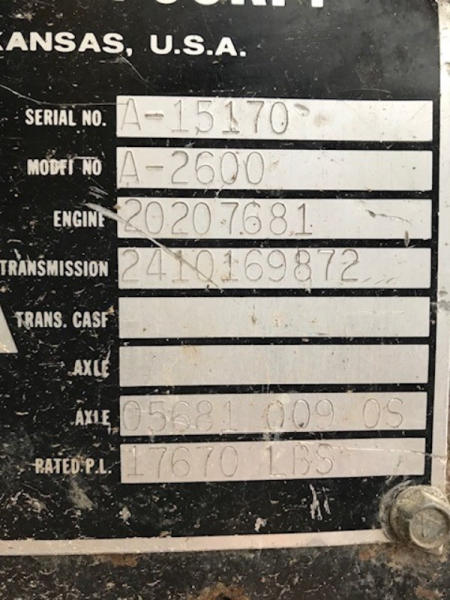 KANSAS, U.S.A.
SERIAL NO. A-15170
MODEL NO A-2600
ENGINE 20207681
TRANSMISSION 2410169872
TRANS. CASE
AXLE
AXLE 05681 009 OS
RATED P.L. 17670 LBS